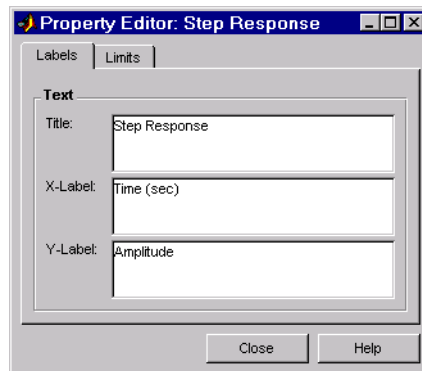 Property Editor: Step Response
Labels Limits
Text
Title: Step Response
X-Label: Time (sec)
Y-Label: Amplitude
Close Help